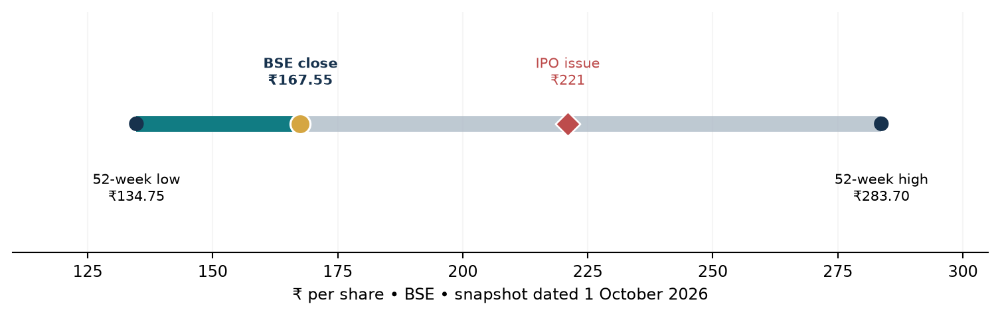 BSE close
₹167.55
IPO issue
₹221
52-week low
₹134.75
52-week high
₹283.70
125 150 175 200 225 250 275 300
₹ per share • BSE • snapshot dated 1 October 2026